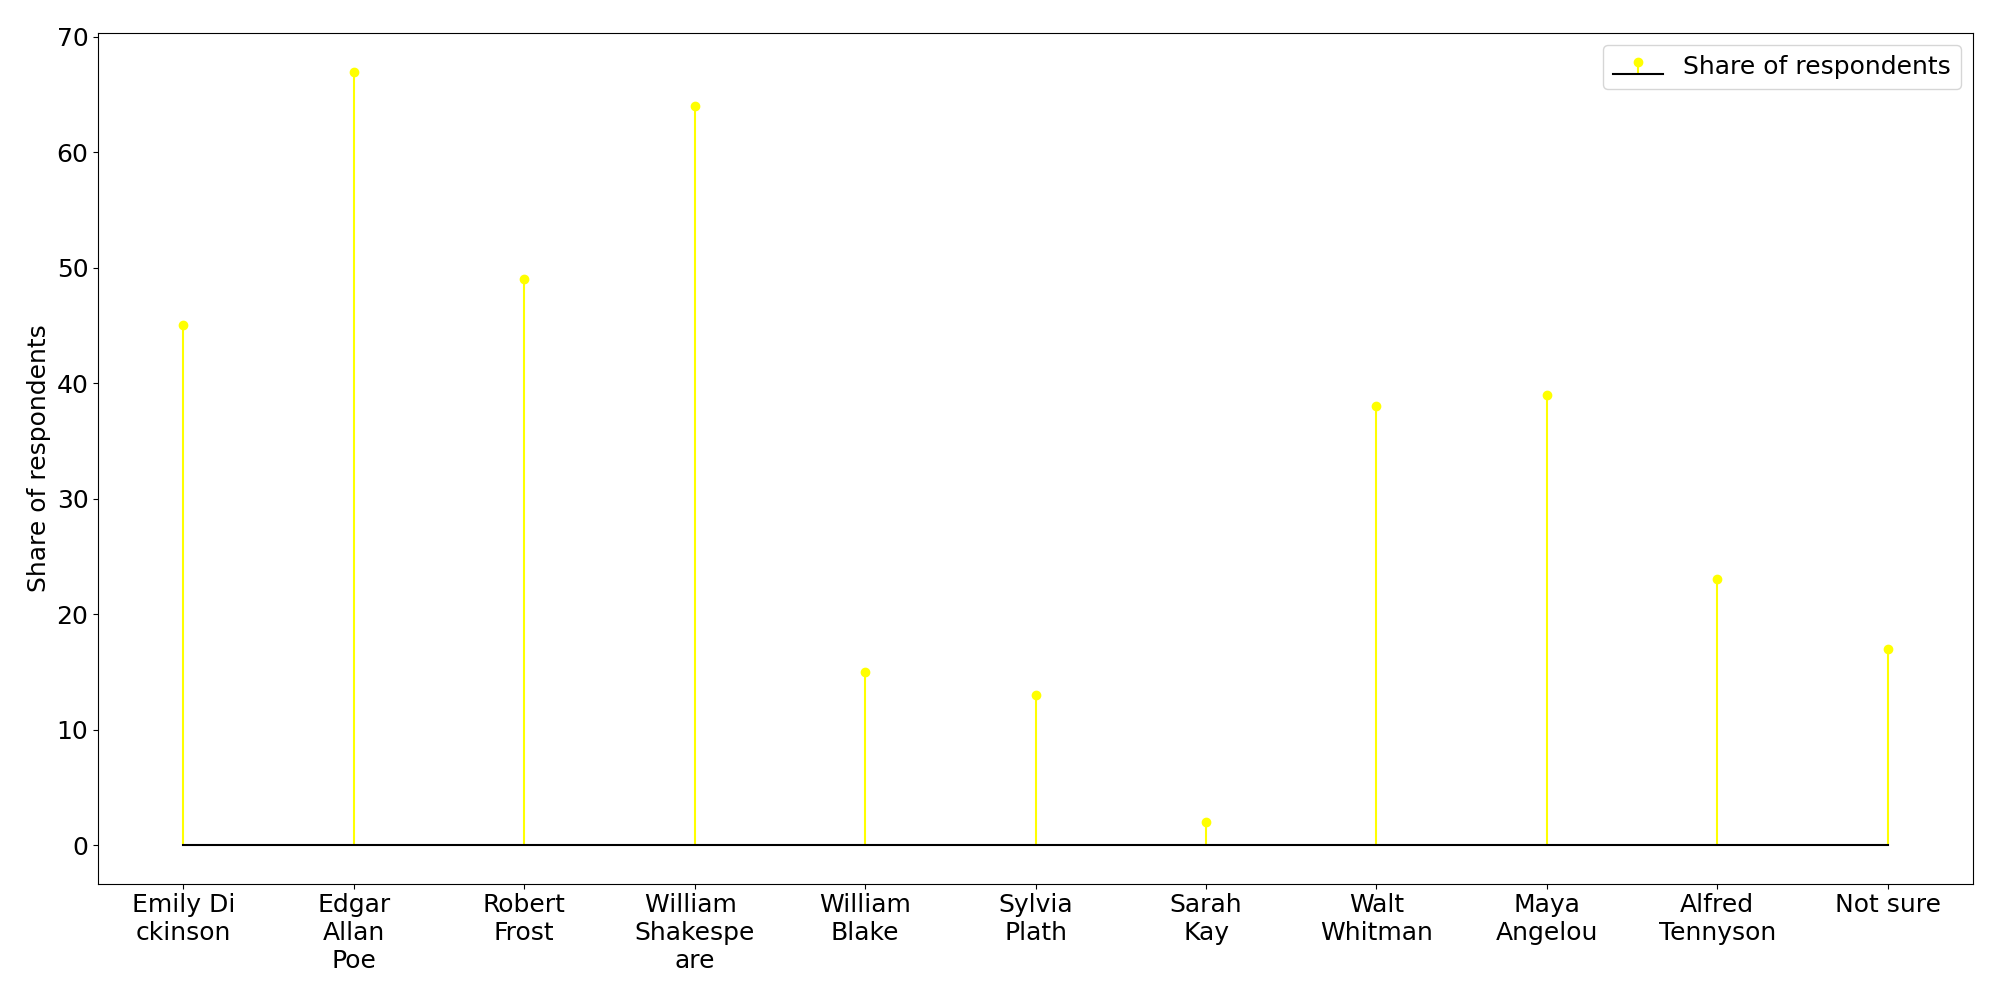 70
60
50
40
30
20
10
0
Share of respondents
Share of respondents
Emily Di
ckinson
Edgar
Allan
Poe
Robert
Frost
William
Shakespe
are
William
Blake
Sylvia
Plath
Sarah
Kay
Walt
Whitman
Maya
Angelou
Alfred
Tennyson
Not sure